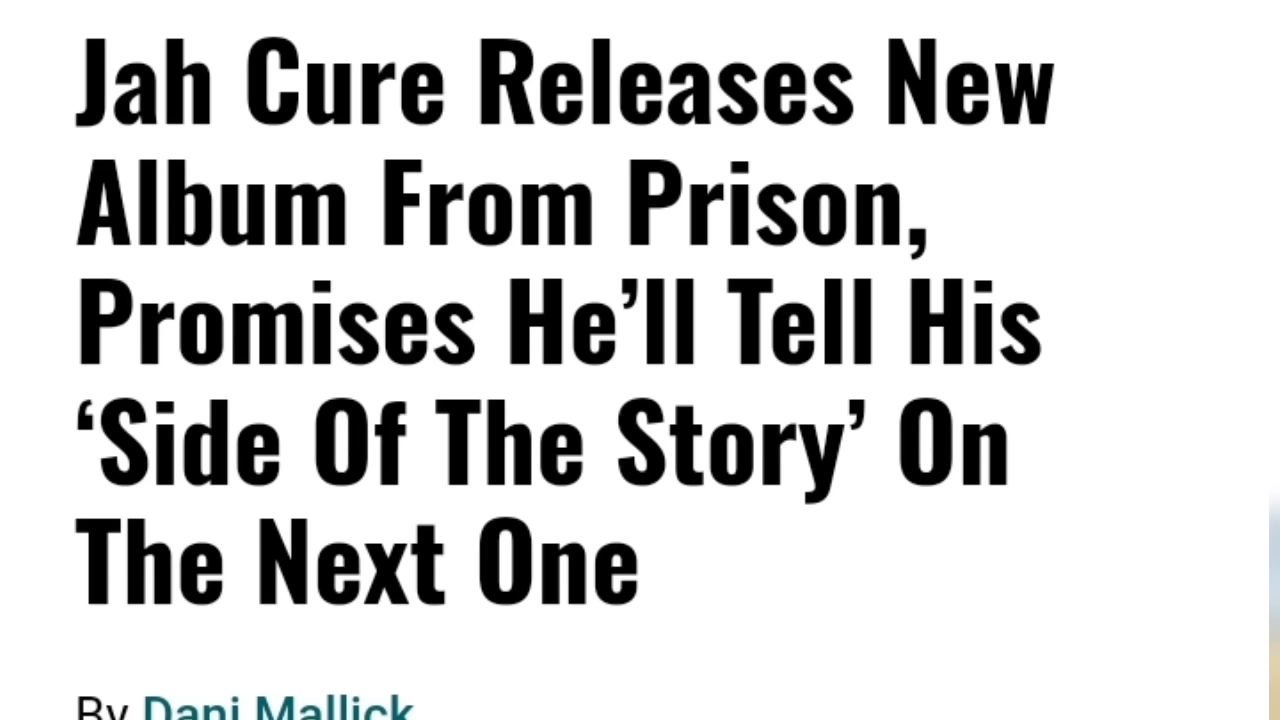 Jah Cure Releases New
Album From Prison,
Promises He’ll Tell His
‘Side Of The Story’ On
The Next One
By Dani Mallick